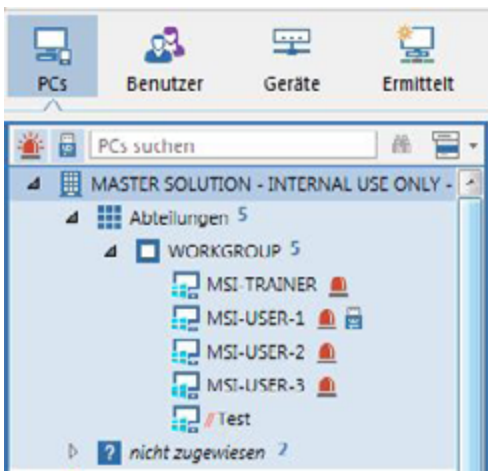 PCs Benutzer Geräte Ermittelt
PCs suchen
MASTER SOLUTION - INTERNAL USE ONLY -
Abteilungen 5
WORKGROUP 5
MSI-TRAINER
MSI-USER-1
MSI-USER-2
MSI-USER-3
//Test
? nicht zugewiesen 2